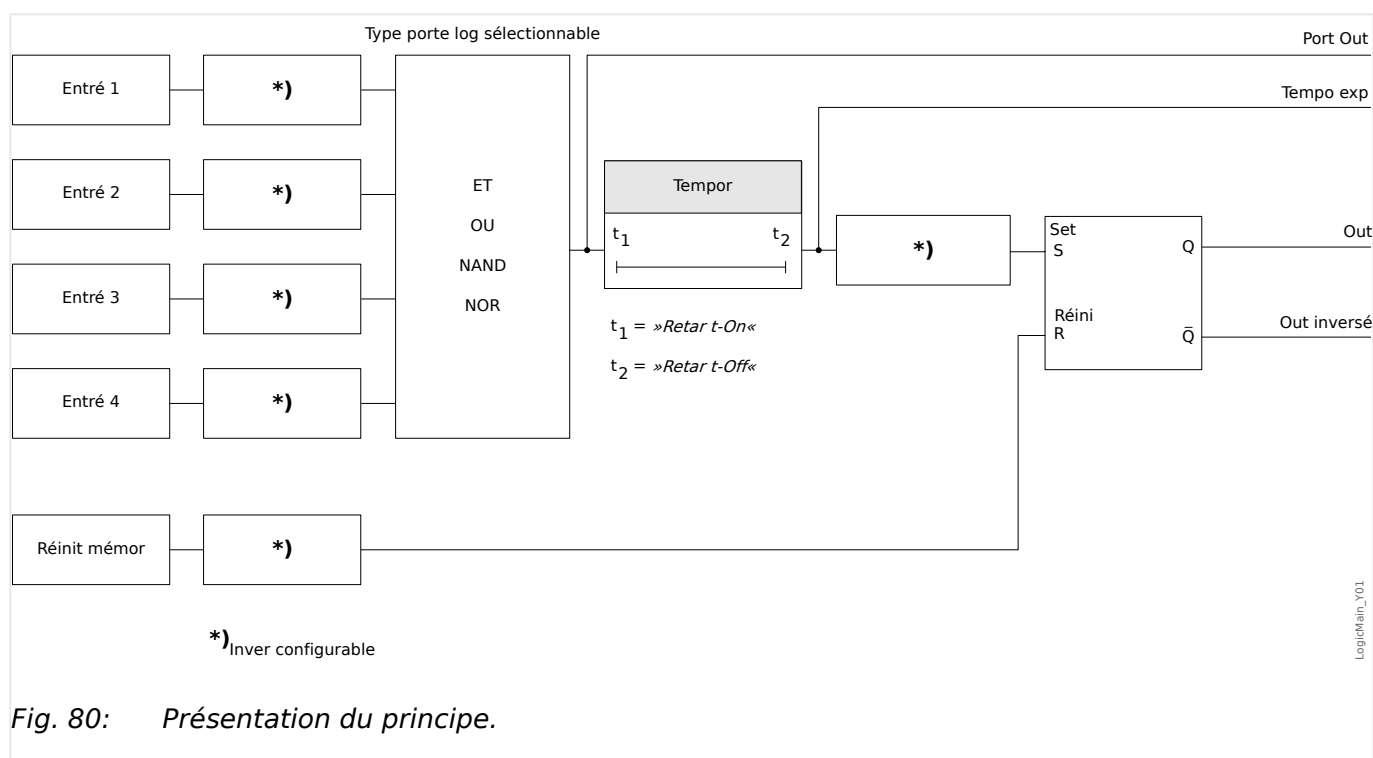 Type porte log sélectionnable
Port Out
Entré 1
*)
Tempo exp
Entré 2
*)
ET
OU
NAND
NOR
Tempor
t1
t2
*)
Set
S
Q
Out
Entré 3
*)
Réini
R
Q̅
Out inversé
t1 = »Retar t-On«
t2 = »Retar t-Off«
Entré 4
*)
Réinit mémor
*)
*) Inver configurable
LogicMain_Y01
Fig. 80: Présentation du principe.